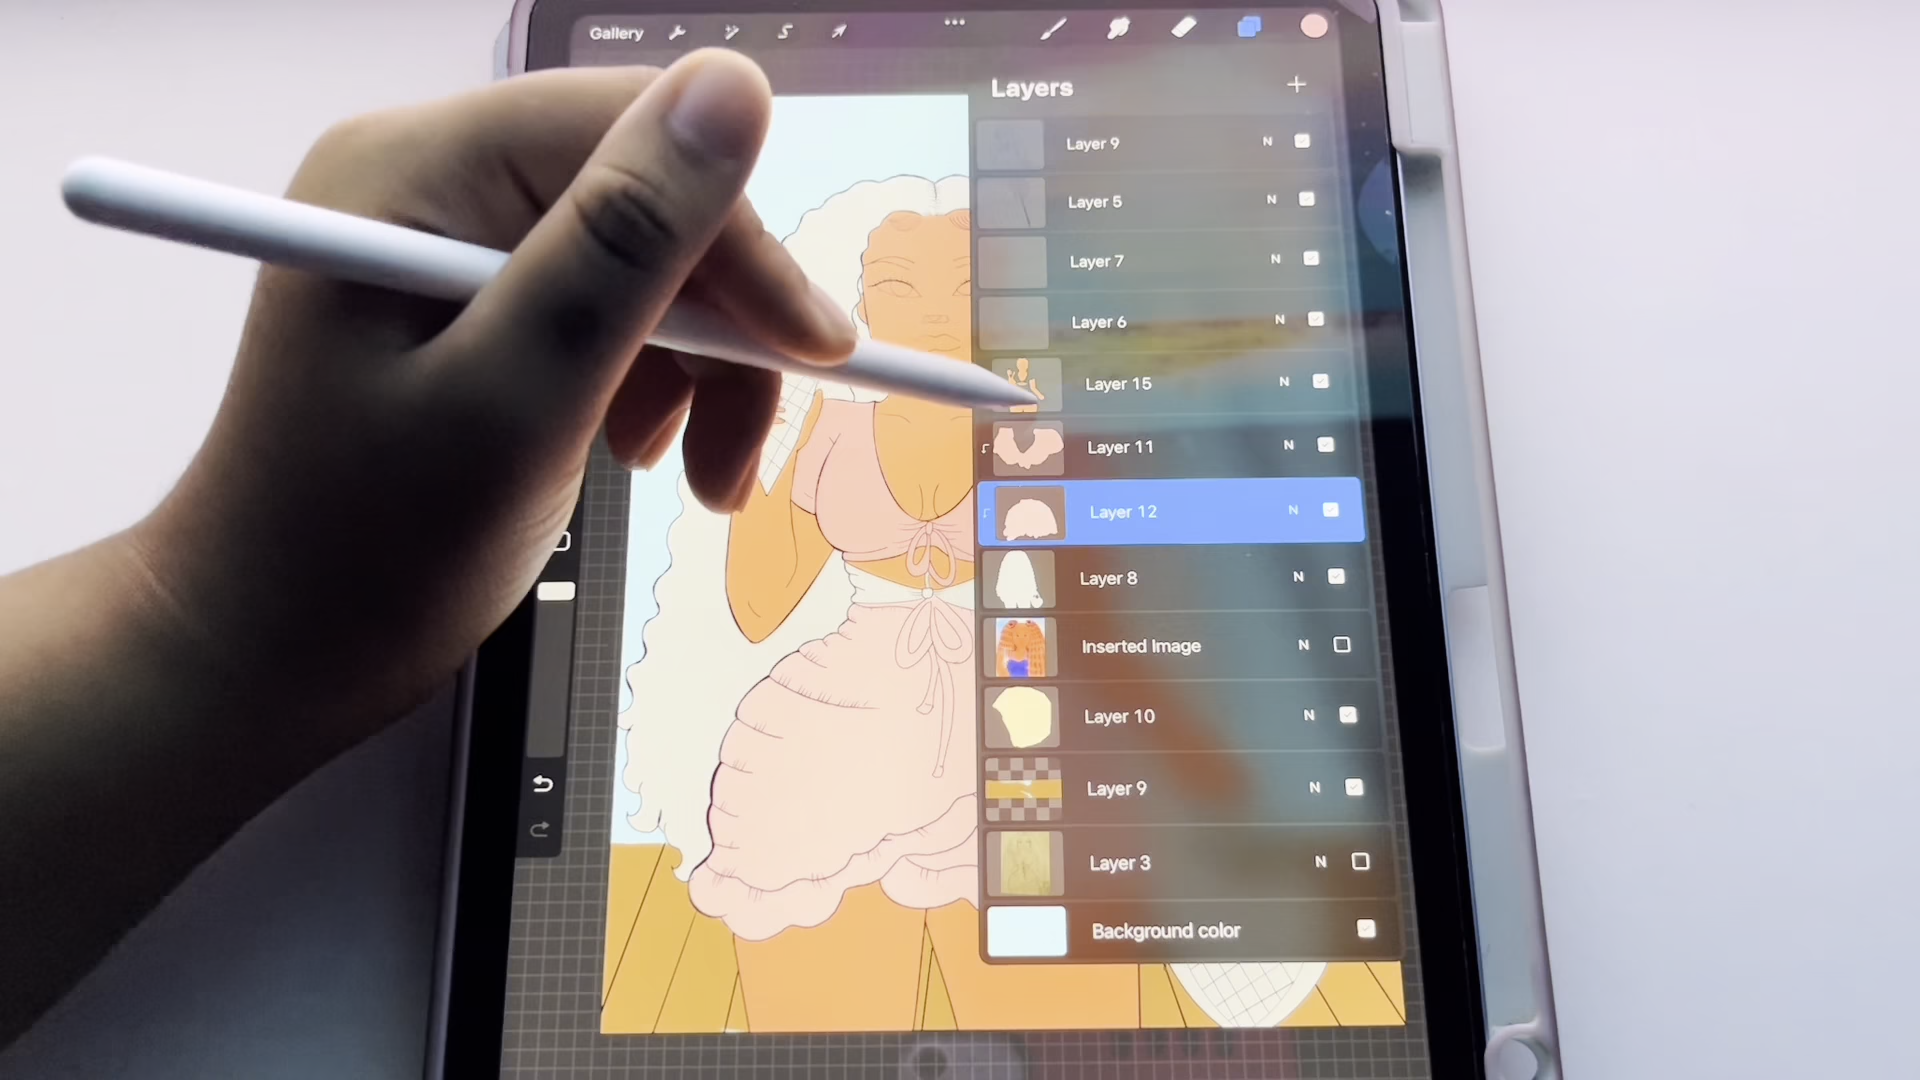 Gallery
Layers
Layer 9 N
Layer 5 N
Layer 7 N
Layer 6 N
Layer 15 N
Layer 11 N
Layer 12 N
Layer 8 N
Inserted Image N
Layer 10 N
Layer 9 N
Layer 3 N
Background color